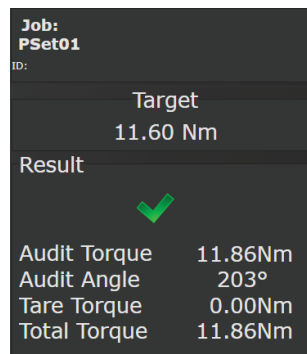 Job:
PSet01
ID:
Target
11.60 Nm
Result
Audit Torque 11.86Nm
Audit Angle 203°
Tare Torque 0.00Nm
Total Torque 11.86Nm